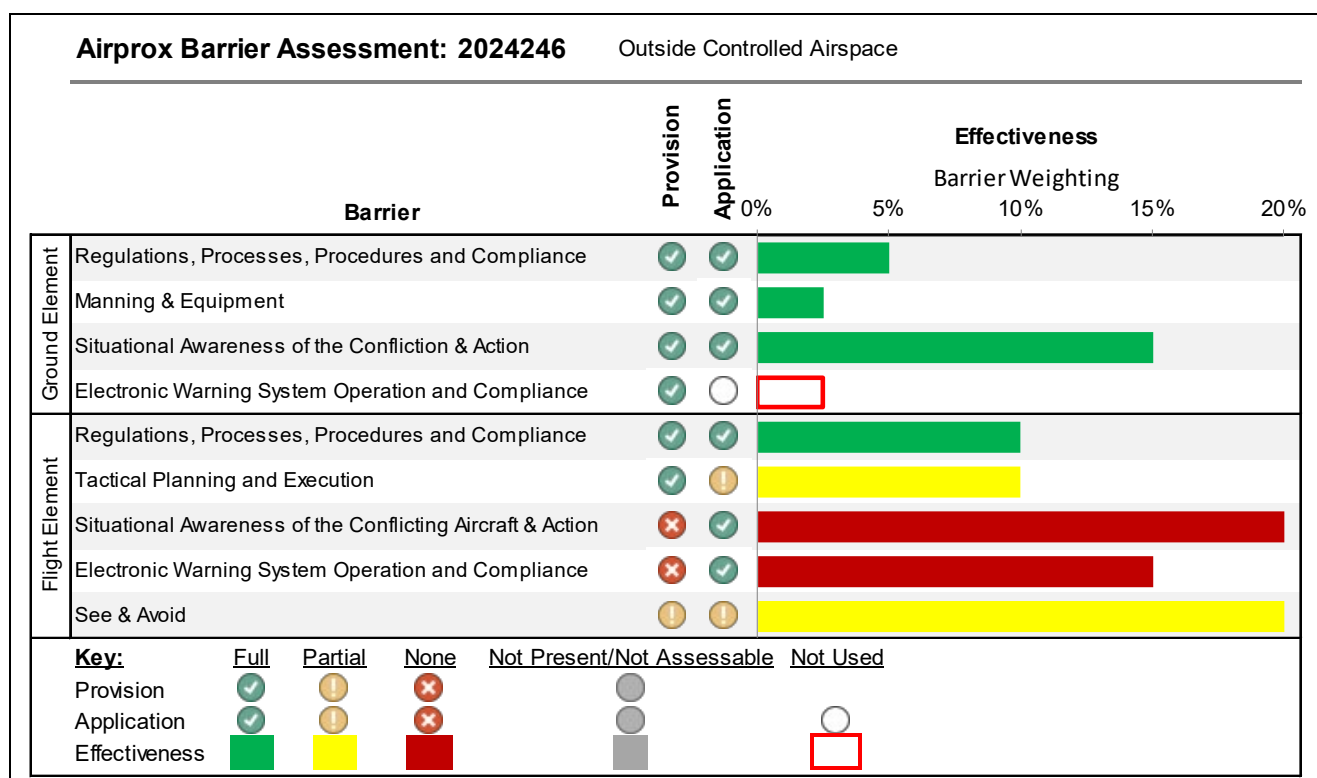 Airprox Barrier Assessment: 2024246 Outside Controlled Airspace
Barrier
Provision
Application
Effectiveness
Barrier Weighting
0% 5% 10% 15% 20%
Ground Element
Regulations, Processes, Procedures and Compliance
Manning & Equipment
Situational Awareness of the Confliction & Action
Electronic Warning System Operation and Compliance
Flight Element
Regulations, Processes, Procedures and Compliance
Tactical Planning and Execution
Situational Awareness of the Conflicting Aircraft & Action
Electronic Warning System Operation and Compliance
See & Avoid
Key: Full Partial None Not Present/Not Assessable Not Used
Provision
Application
Effectiveness